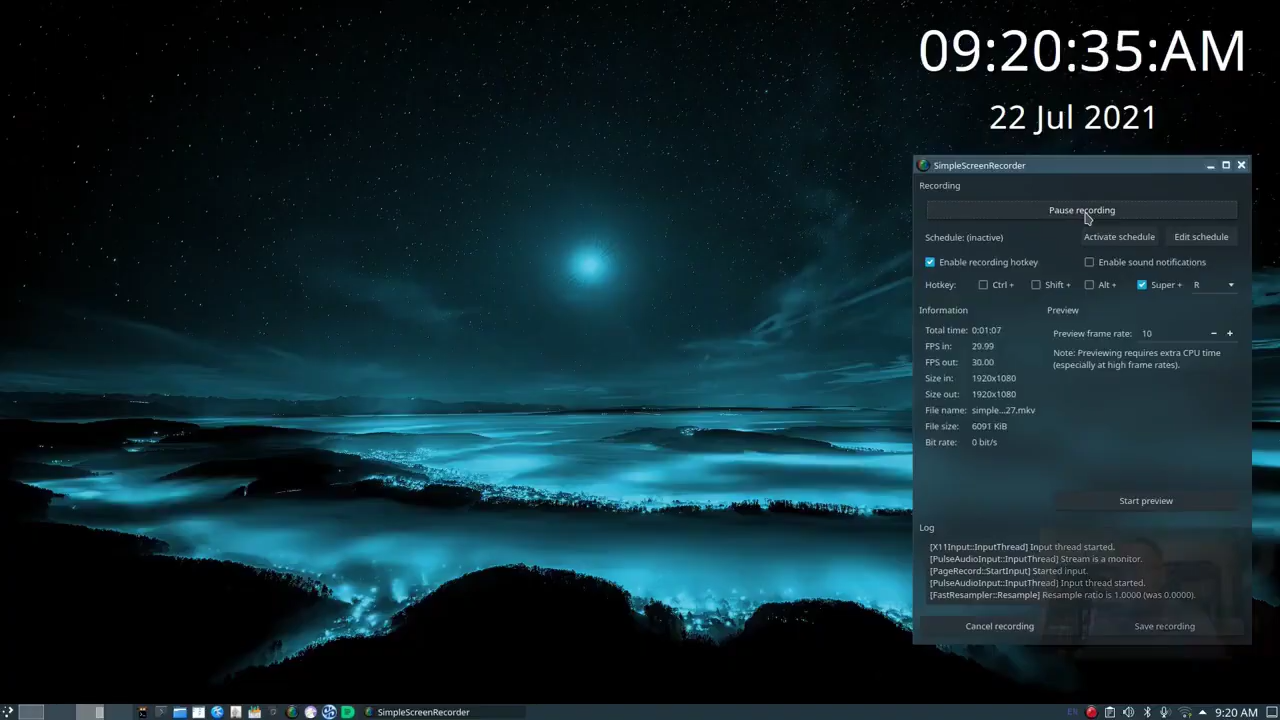 09:20:35:AM
22 Jul 2021
SimpleScreenRecorder
Recording
Pause recording
Schedule: (inactive) Activate schedule Edit schedule
Enable recording hotkey Enable sound notifications
Hotkey: Ctrl + Shift + Alt + Super + R
Information Preview
Total time: 0:01:07 Preview frame rate: 10
FPS in: 29.99
Note: Previewing requires extra CPU time
FPS out: 30.00
(especially at high frame rates).
Size in: 1920x1080
Size out: 1920x1080
File name: simple...27.mkv
File size: 6091 KiB
Bit rate: 0 bit/s
Start preview
Log
[X11Input::InputThread] Input thread started.
[PulseAudioInput::InputThread] Stream is a monitor.
[PageRecord::StartInput] Started input.
[PulseAudioInput::InputThread] Input thread started.
[FastResampler::Resample] Resample ratio is 1.0000 (was 0.0000).
Cancel recording Save recording
SimpleScreenRecorder EN 9:20 AM